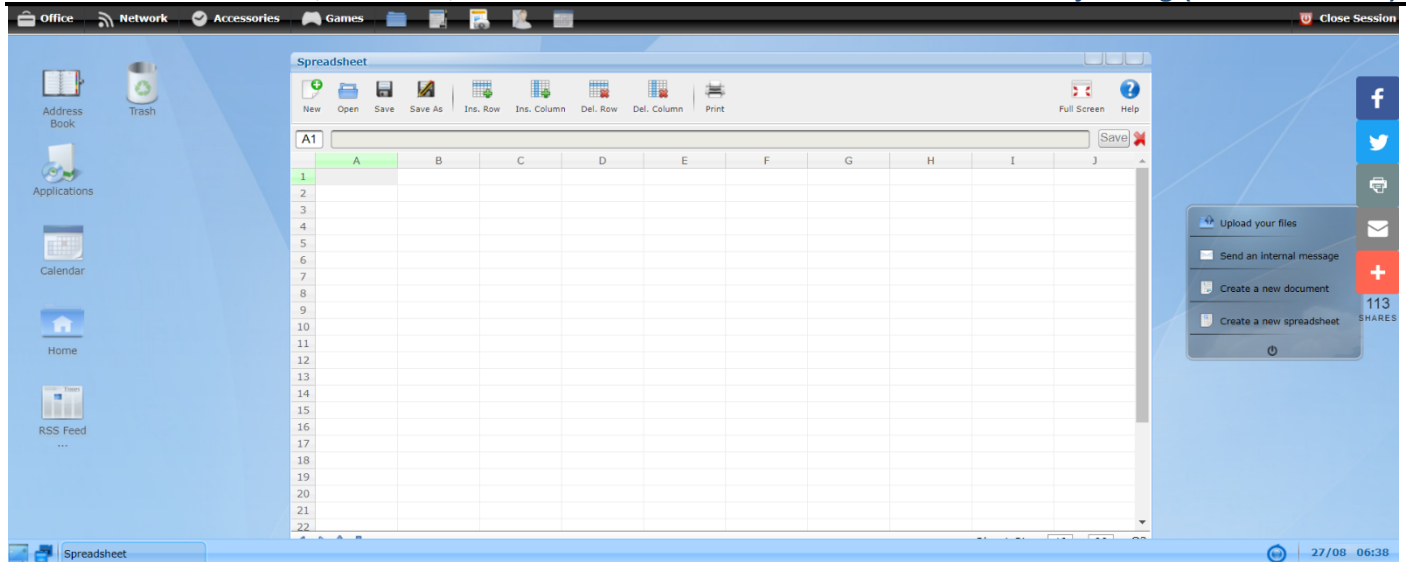 Office Network Accessories Games Close Session
Spreadsheet
New Open Save Save As Ins. Row Ins. Column Del. Row Del. Column Print Full Screen Help
A1 Save
A B C D E F G H I J
1
2
3
4
5
6
7
8
9
10
11
12
13
14
15
16
17
18
19
20
21
22
Address
Book
Trash
Applications
Calendar
Home
RSS Feed
...
Upload your files
Send an internal message
Create a new document
Create a new spreadsheet
113
SHARES
Spreadsheet 27/08 06:38